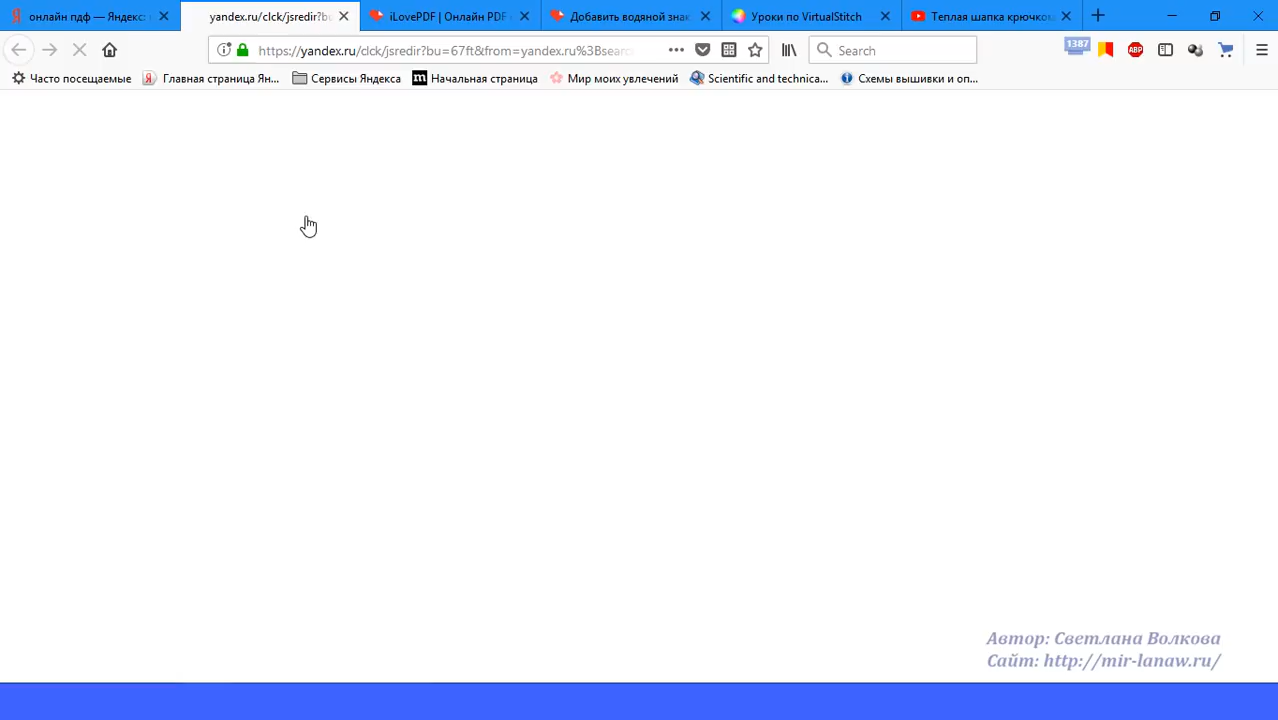 онлайн пдф — Яндекс:
yandex.ru/clck/jsredir?bu
iLovePDF | Онлайн PDF
Добавить водяной знак
Уроки по VirtualStitch
Теплая шапка крючком
https://yandex.ru/clck/jsredir?bu=67ft&from=yandex.ru%3Bsearc
Search
1387
ABP
Часто посещаемые
Главная страница Ян...
Сервисы Яндекса
Начальная страница
Мир моих увлечений
Scientific and technica...
Схемы вышивки и оп...
Автор: Светлана Волкова
Сайт: http://mir-lanaw.ru/